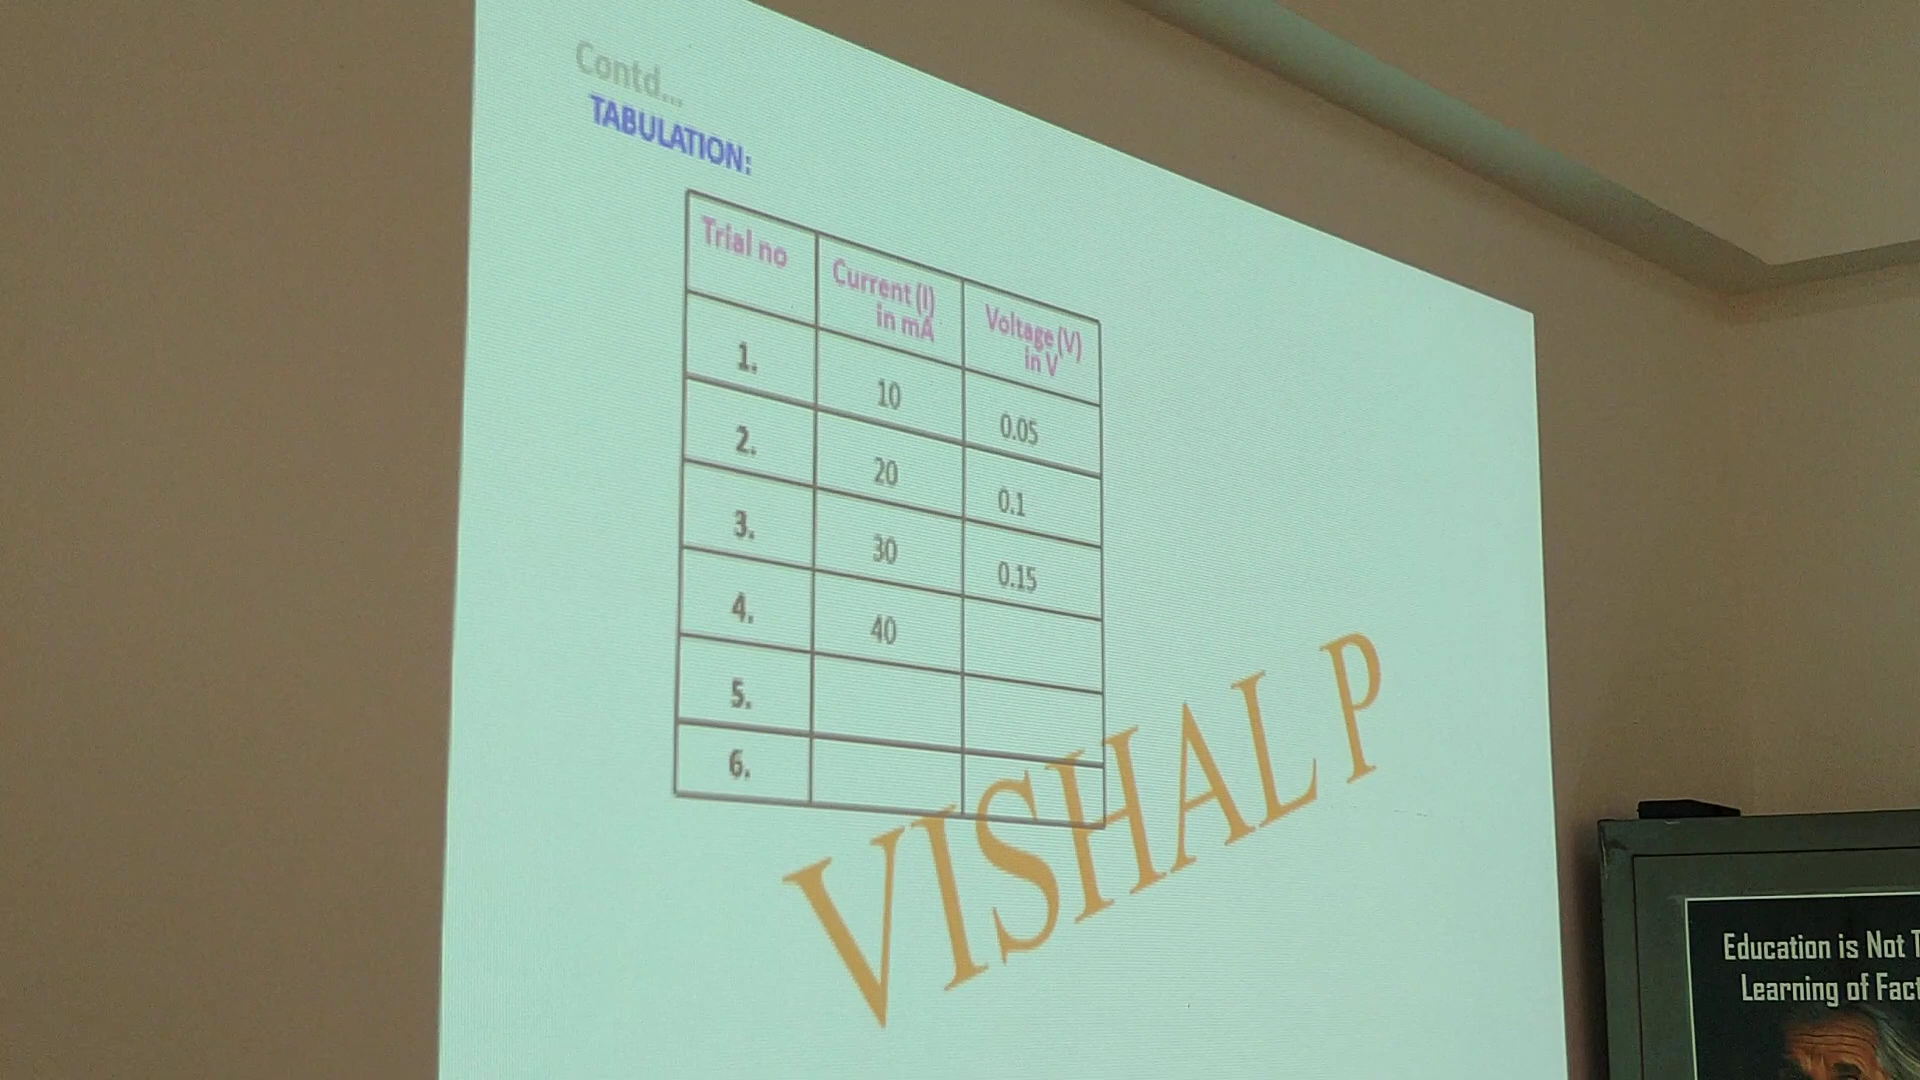 Contd...
TABULATION:
Trial no Current (I) in mA Voltage (V) in V
1. 10 0.05
2. 20 0.1
3. 30 0.15
4. 40
5.
6.
VISHAL P
Education is Not
Learning of